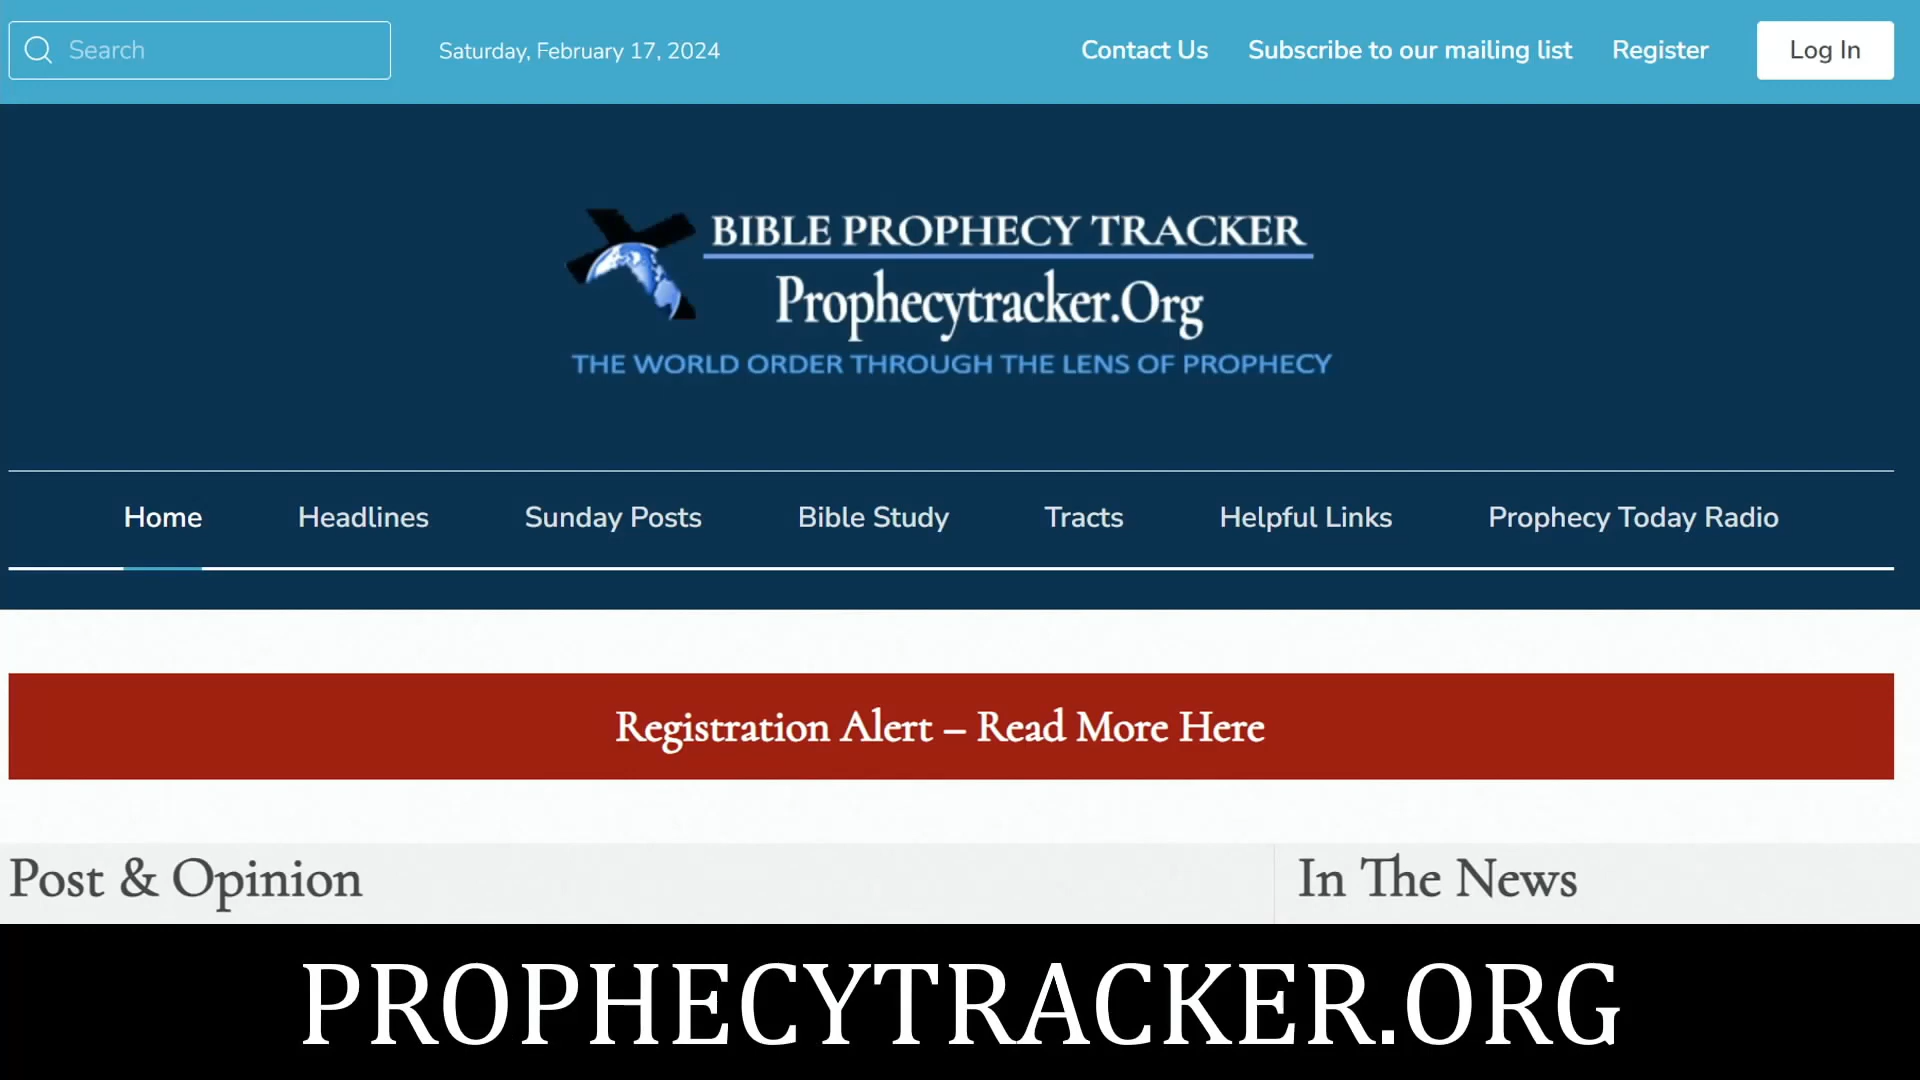 Search
Saturday, February 17, 2024
Contact Us
Subscribe to our mailing list
Register
Log In
BIBLE PROPHECY TRACKER
Prophecytracker.Org
THE WORLD ORDER THROUGH THE LENS OF PROPHECY
Home
Headlines
Sunday Posts
Bible Study
Tracts
Helpful Links
Prophecy Today Radio
Registration Alert – Read More Here
Post & Opinion
In The News
PROPHECYTRACKER.ORG